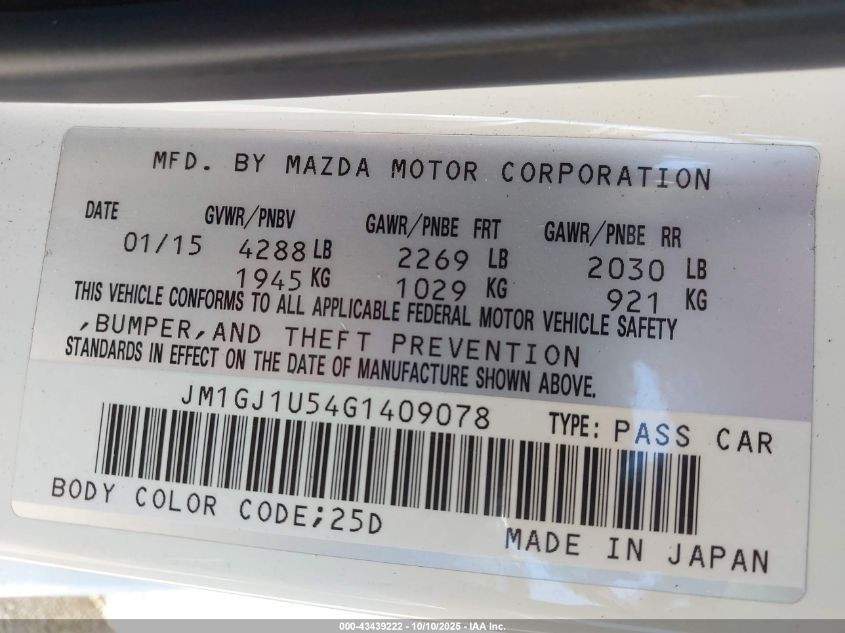 MFD. BY MAZDA MOTOR CORPORATION
DATE GVWR/PNBV GAWR/PNBE FRT GAWR/PNBE RR
01/15 4288 LB 2269 LB 2030 LB
1945 KG 1029 KG 921 KG
THIS VEHICLE CONFORMS TO ALL APPLICABLE FEDERAL MOTOR VEHICLE SAFETY
,BUMPER,AND THEFT PREVENTION
STANDARDS IN EFFECT ON THE DATE OF MANUFACTURE SHOWN ABOVE.
JM1GJ1U54G1409078 TYPE: PASS CAR
BODY COLOR CODE;25D
MADE IN JAPAN
000-43439222 - 10/10/2025 - IAA Inc.